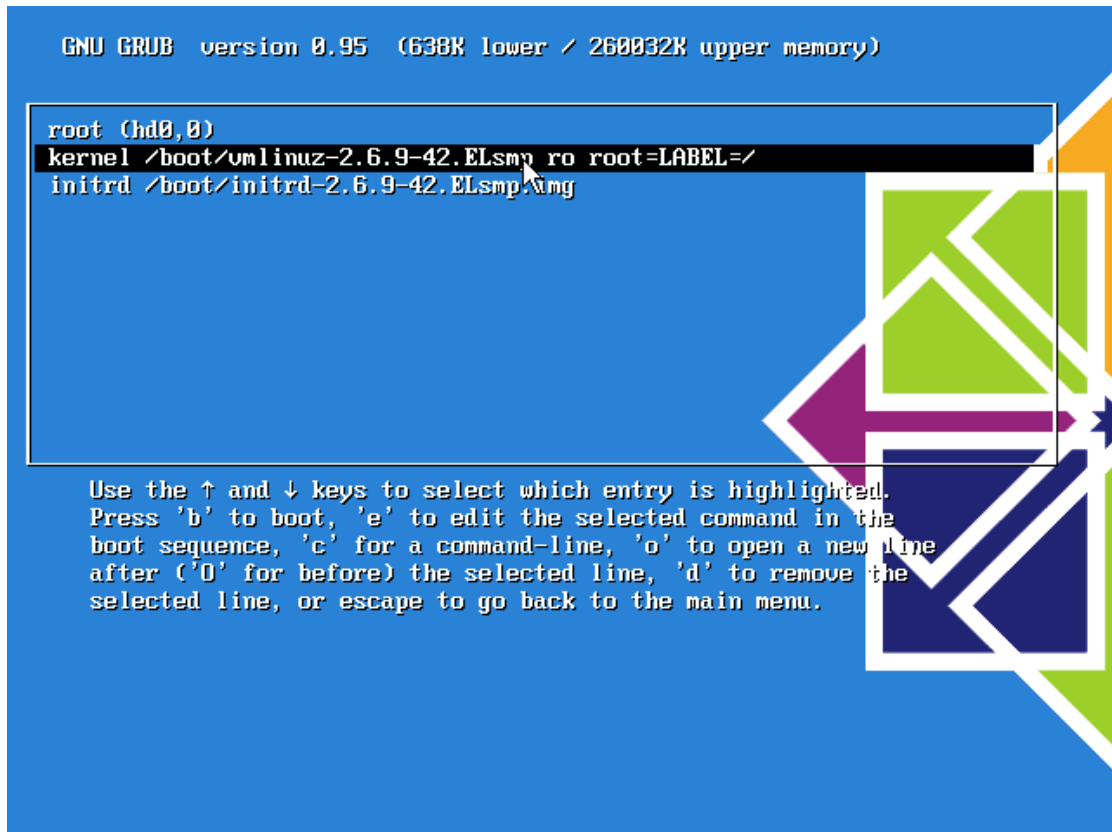 GNU GRUB version 0.95 (638K lower / 260032K upper memory)
root (hd0,0)
kernel /boot/vmlinuz-2.6.9-42.ELsmp ro root=LABEL=/
initrd /boot/initrd-2.6.9-42.ELsmp.img
Use the ↑ and ↓ keys to select which entry is highlighted.
Press 'b' to boot, 'e' to edit the selected command in the
boot sequence, 'c' for a command-line, 'o' to open a new line
after ('O' for before) the selected line, 'd' to remove the
selected line, or escape to go back to the main menu.